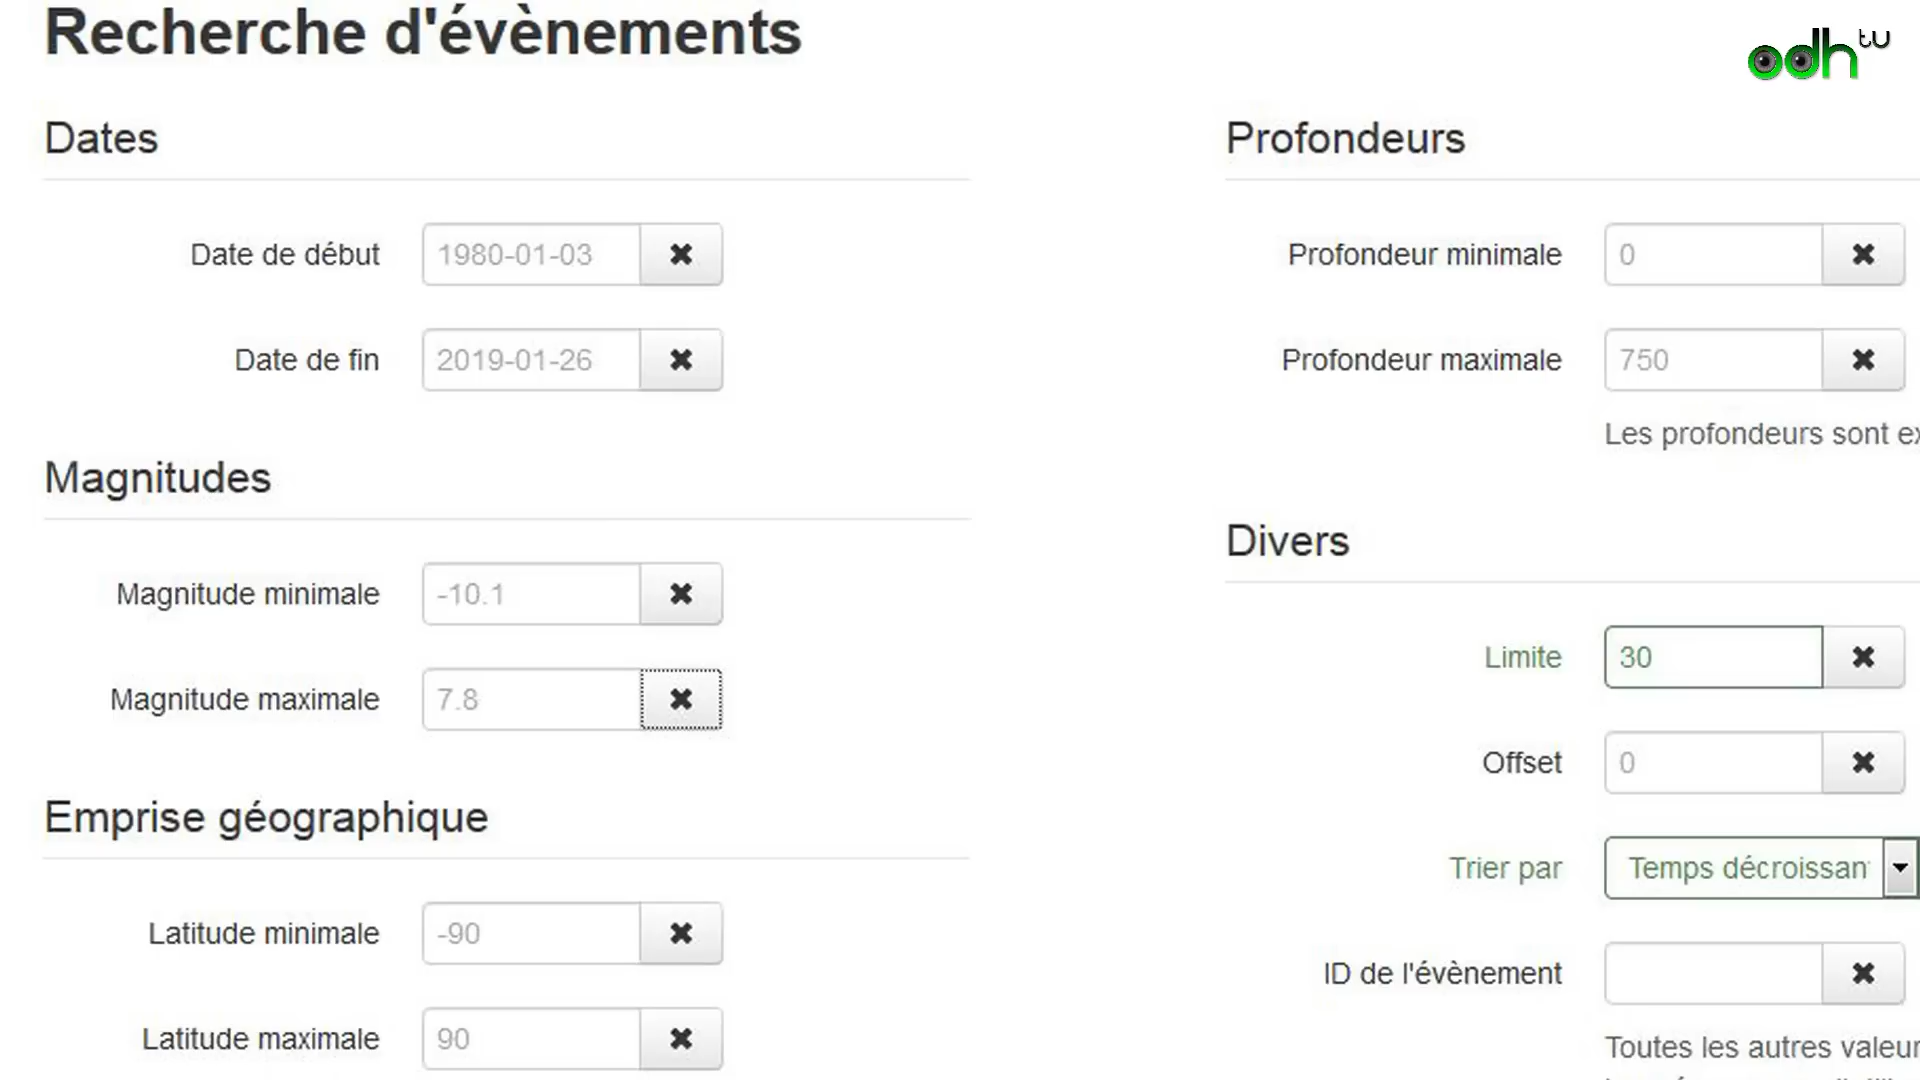 Recherche d'évènements
odh tu
Dates
Date de début 1980-01-03
Date de fin 2019-01-26
Magnitudes
Magnitude minimale -10.1
Magnitude maximale 7.8
Emprise géographique
Latitude minimale -90
Latitude maximale 90
Profondeurs
Profondeur minimale 0
Profondeur maximale 750
Les profondeurs sont
Divers
Limite 30
Offset 0
Trier par Temps décroissan
ID de l'évènement
Toutes les autres valeur